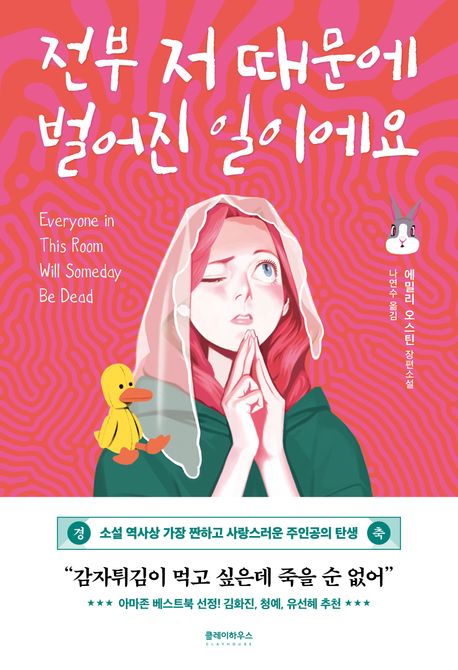 전부 저 때문에
벌어진 일이에요
Everyone in
This Room
Will Someday
Be Dead
에밀리 오스틴 장편소설
나연수 옮김
경 소설 역사상 가장 짠하고 사랑스러운 주인공의 탄생 축
“감자튀김이 먹고 싶은데 죽을 순 없어”
★★★ 아마존 베스트북 선정! 김화진, 청예, 유선혜 추천 ★★★
클레이하우스
CLAYHOUSE